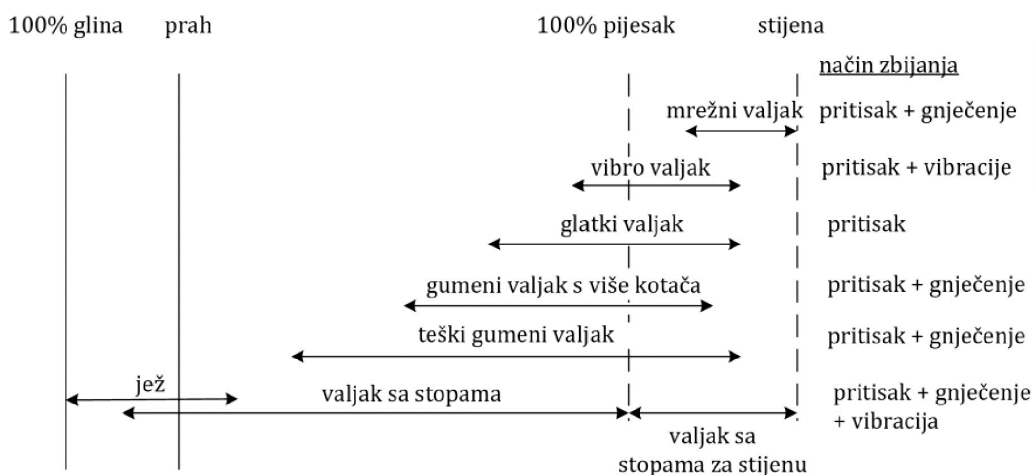 100% glina prah 100% pijesak stijena
način zbijanja
mrežni valjak pritisak + gnječenje
vibro valjak pritisak + vibracije
glatki valjak pritisak
gumeni valjak s više kotača pritisak + gnječenje
teški gumeni valjak pritisak + gnječenje
jež valjak sa stopama pritisak + gnječenje
+ vibracija
valjak sa
stopama za stijenu